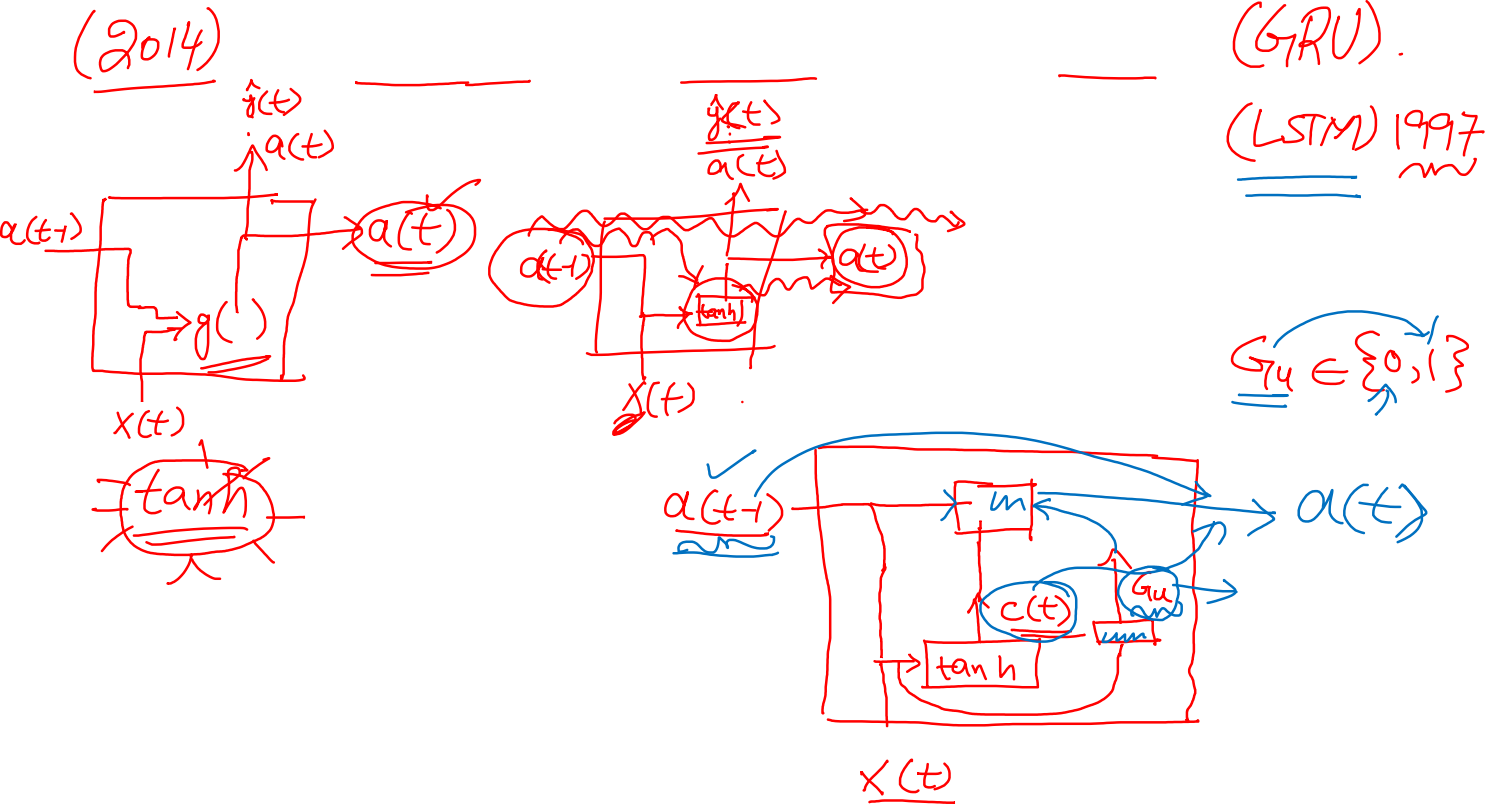 (2014)
(GRU).
(LSTM) 1997
ŷ(t)
a(t)
a(t-1)
a(t)
g( )
x(t)
tanh
ŷ(t)
a(t)
a(t-1)
a(t)
tanh
x(t)
Gu ∈ {0,1}
a(t-1)
a(t)
c(t)
Gu
tanh
x(t)